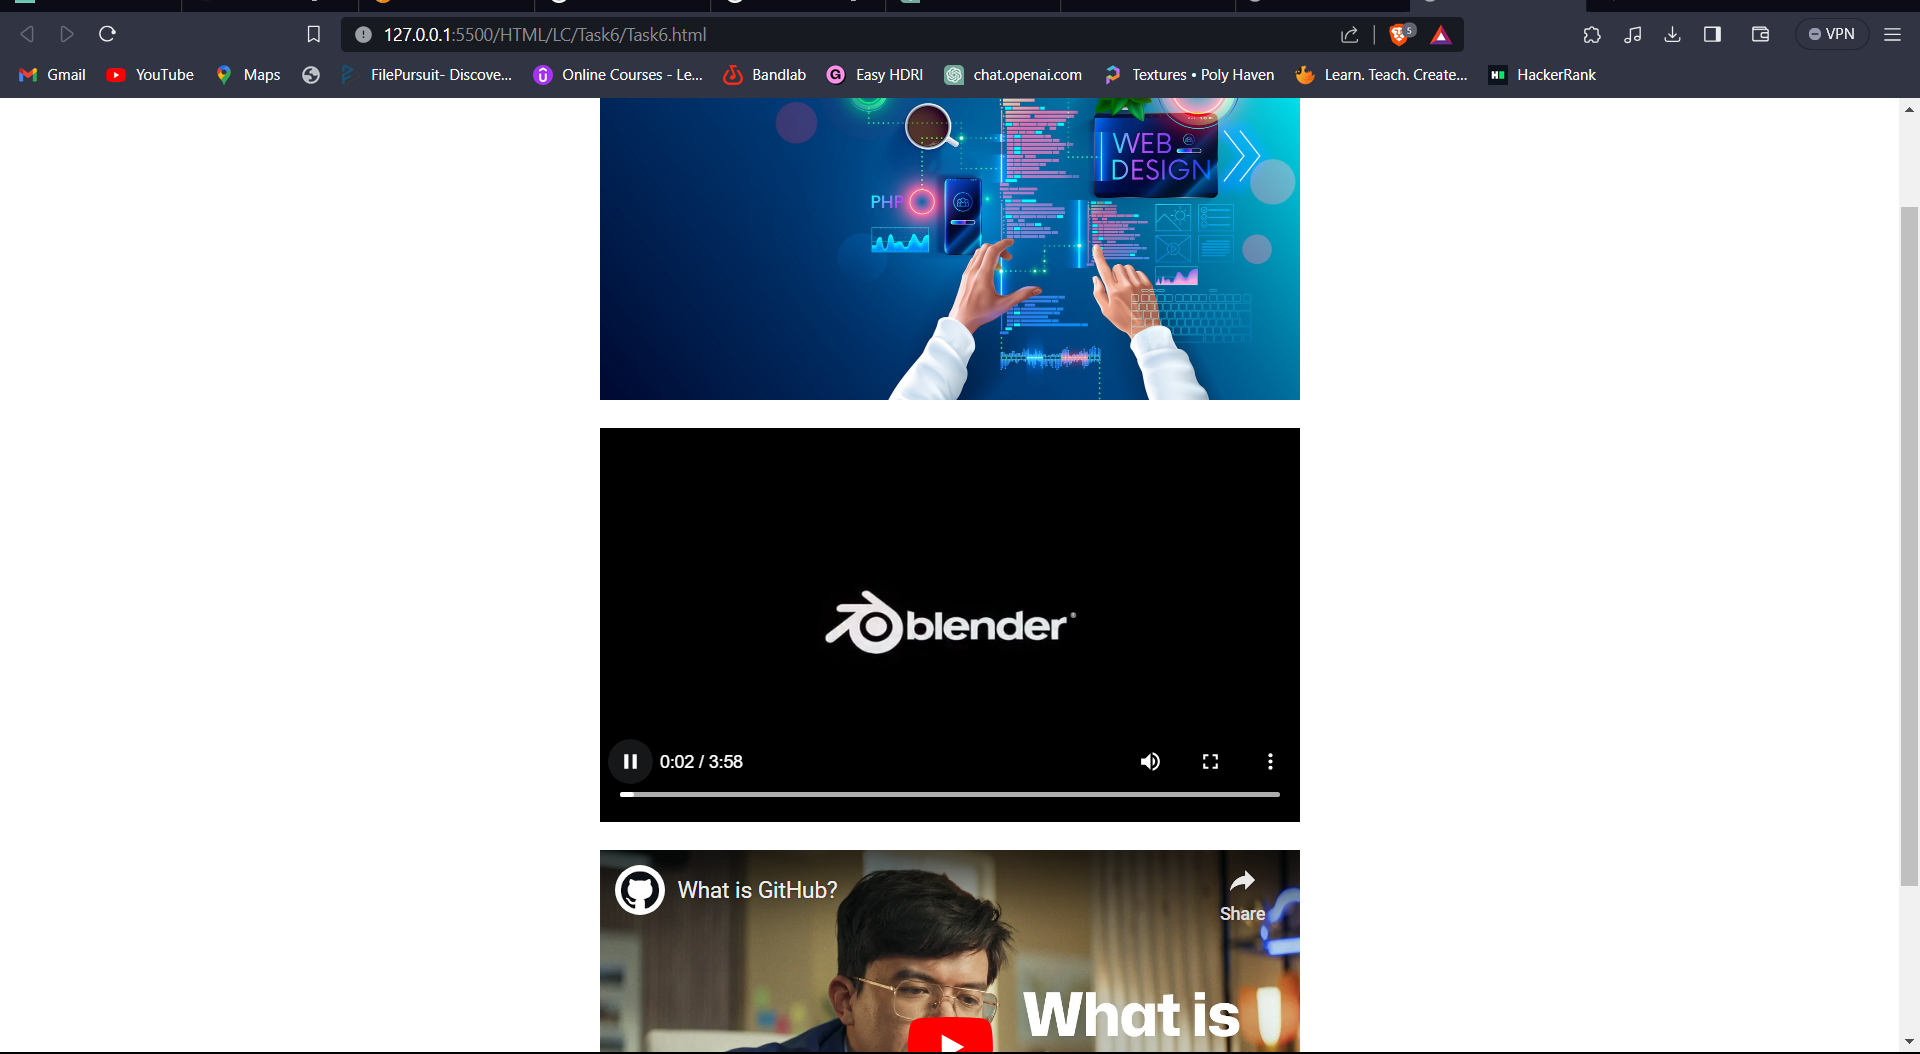 127.0.0.1:5500/HTML/LC/Task6/Task6.html
5
VPN
Gmail
YouTube
Maps
FilePursuit- Discove...
Online Courses - Le...
Bandlab
Easy HDRI
chat.openai.com
Textures • Poly Haven
Learn. Teach. Create...
HackerRank
WEB
DESIGN
PHP
blender®
0:02 / 3:58
What is GitHub?
Share
What is